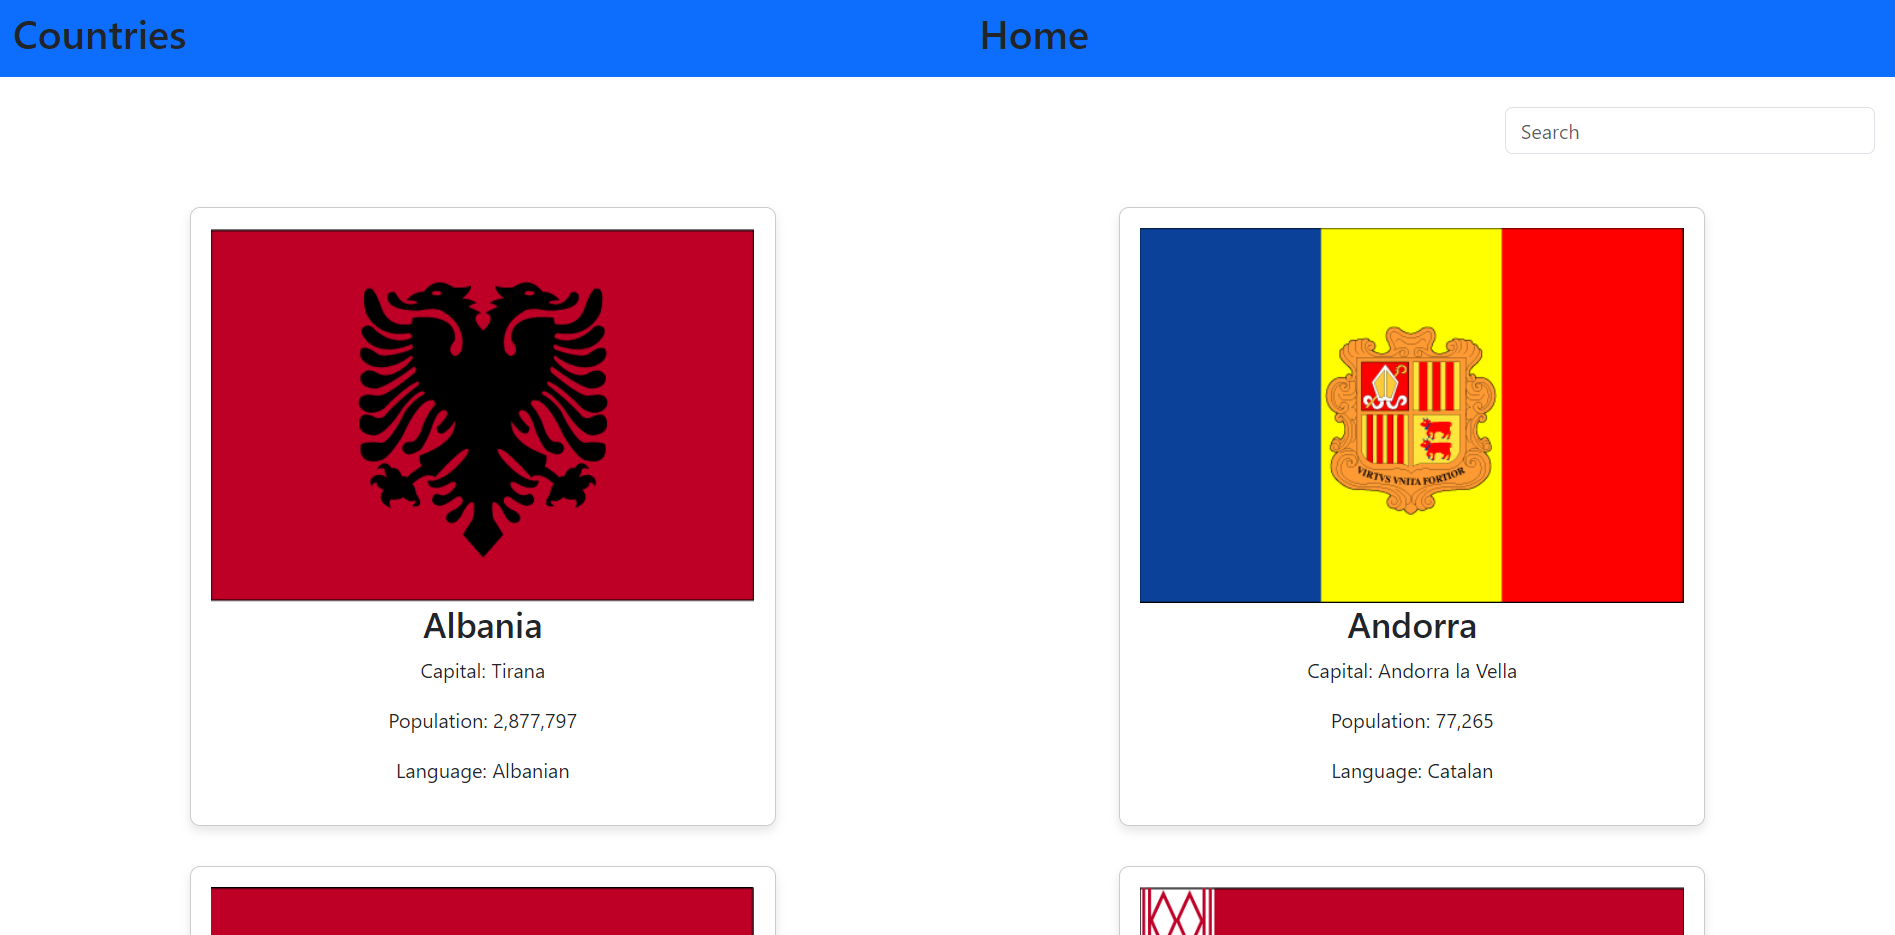 Countries Home
Search
VIRTVS VNITA FORTIOR
Albania
Capital: Tirana
Population: 2,877,797
Language: Albanian
Andorra
Capital: Andorra la Vella
Population: 77,265
Language: Catalan